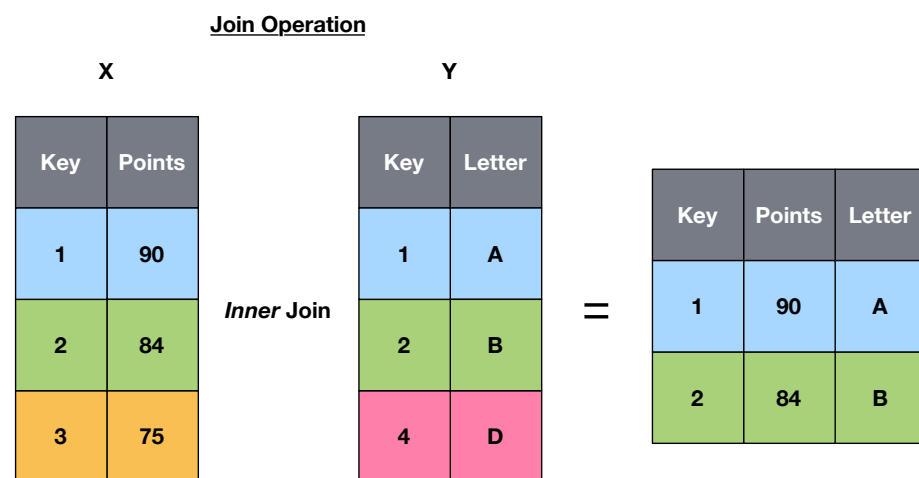 Join Operation
X Y
Key Points Key Letter
Key Points Letter
1 90 1 A
1 90 A
Inner Join =
2 84 2 B
2 84 B
3 75 4 D